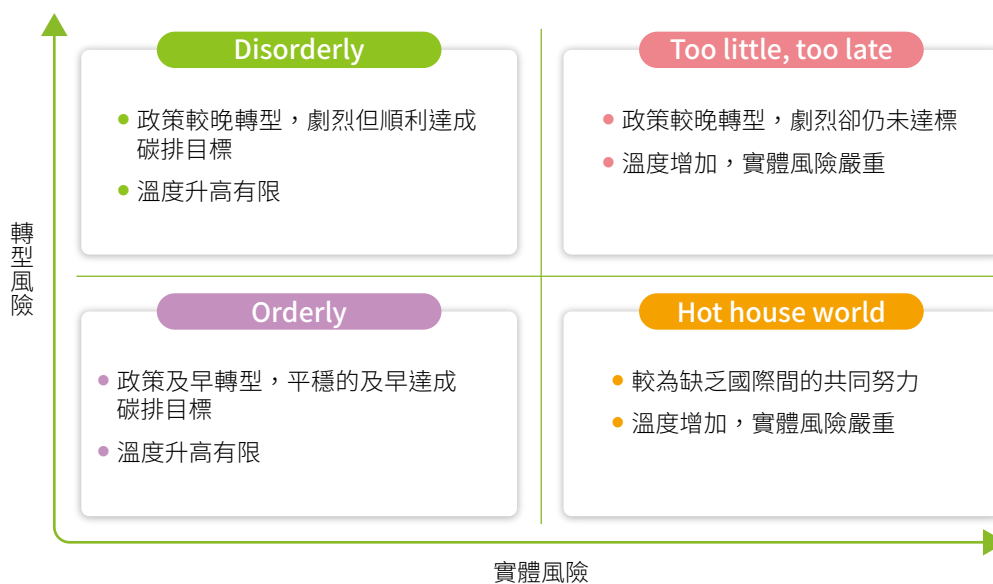 Disorderly
政策較晚轉型，劇烈但順利達成
碳排目標
溫度升高有限
Too little, too late
政策較晚轉型，劇烈卻仍未達標
溫度增加，實體風險嚴重
轉型風險
Orderly
政策及早轉型，平穩的及早達成
碳排目標
溫度升高有限
Hot house world
較為缺乏國際間的共同努力
溫度增加，實體風險嚴重
實體風險